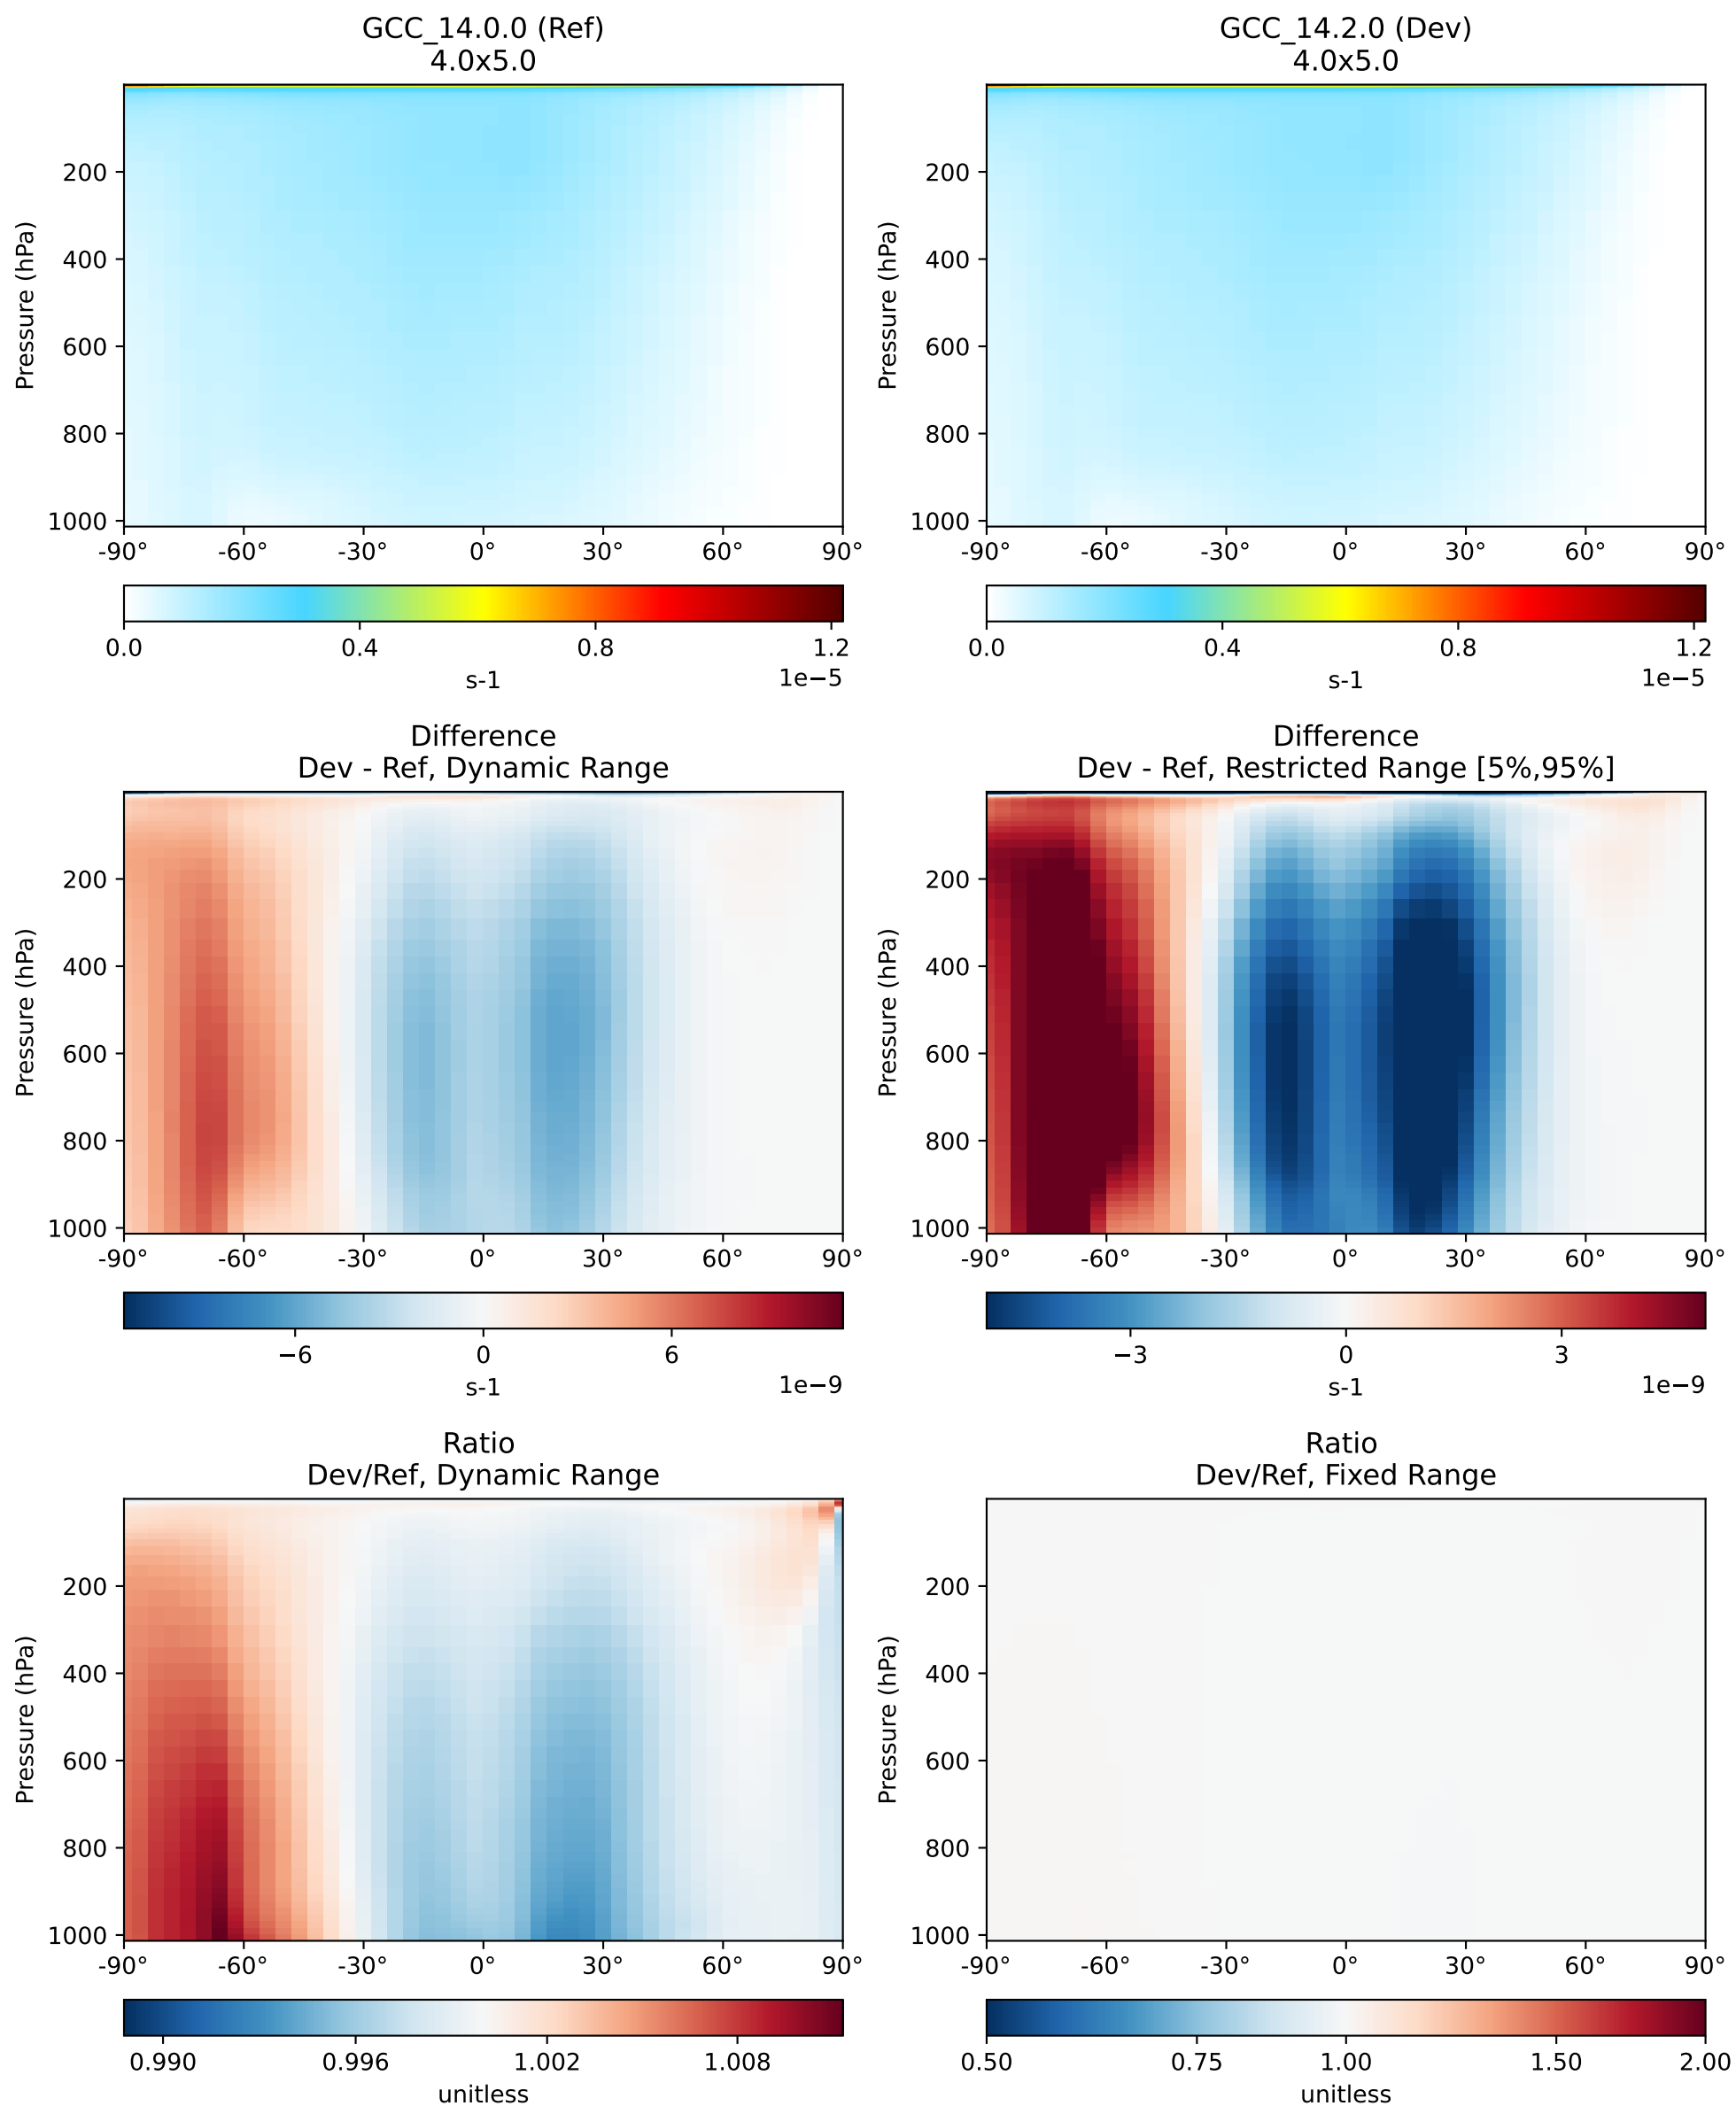 GCC_14.0.0 (Ref)
4.0x5.0
Pressure (hPa)
200
400
600
800
1000
-90° -60° -30° 0° 30° 60° 90°
0.0 0.4 0.8 1.2
s-1
1e−5
GCC_14.2.0 (Dev)
4.0x5.0
Pressure (hPa)
200
400
600
800
1000
-90° -60° -30° 0° 30° 60° 90°
0.0 0.4 0.8 1.2
s-1
1e−5
Difference
Dev - Ref, Dynamic Range
Pressure (hPa)
200
400
600
800
1000
-90° -60° -30° 0° 30° 60° 90°
−6 0 6
s-1
1e−9
Difference
Dev - Ref, Restricted Range [5%,95%]
Pressure (hPa)
200
400
600
800
1000
-90° -60° -30° 0° 30° 60° 90°
−3 0 3
s-1
1e−9
Ratio
Dev/Ref, Dynamic Range
Pressure (hPa)
200
400
600
800
1000
-90° -60° -30° 0° 30° 60° 90°
0.990 0.996 1.002 1.008
unitless
Ratio
Dev/Ref, Fixed Range
Pressure (hPa)
200
400
600
800
1000
-90° -60° -30° 0° 30° 60° 90°
0.50 0.75 1.00 1.50 2.00
unitless